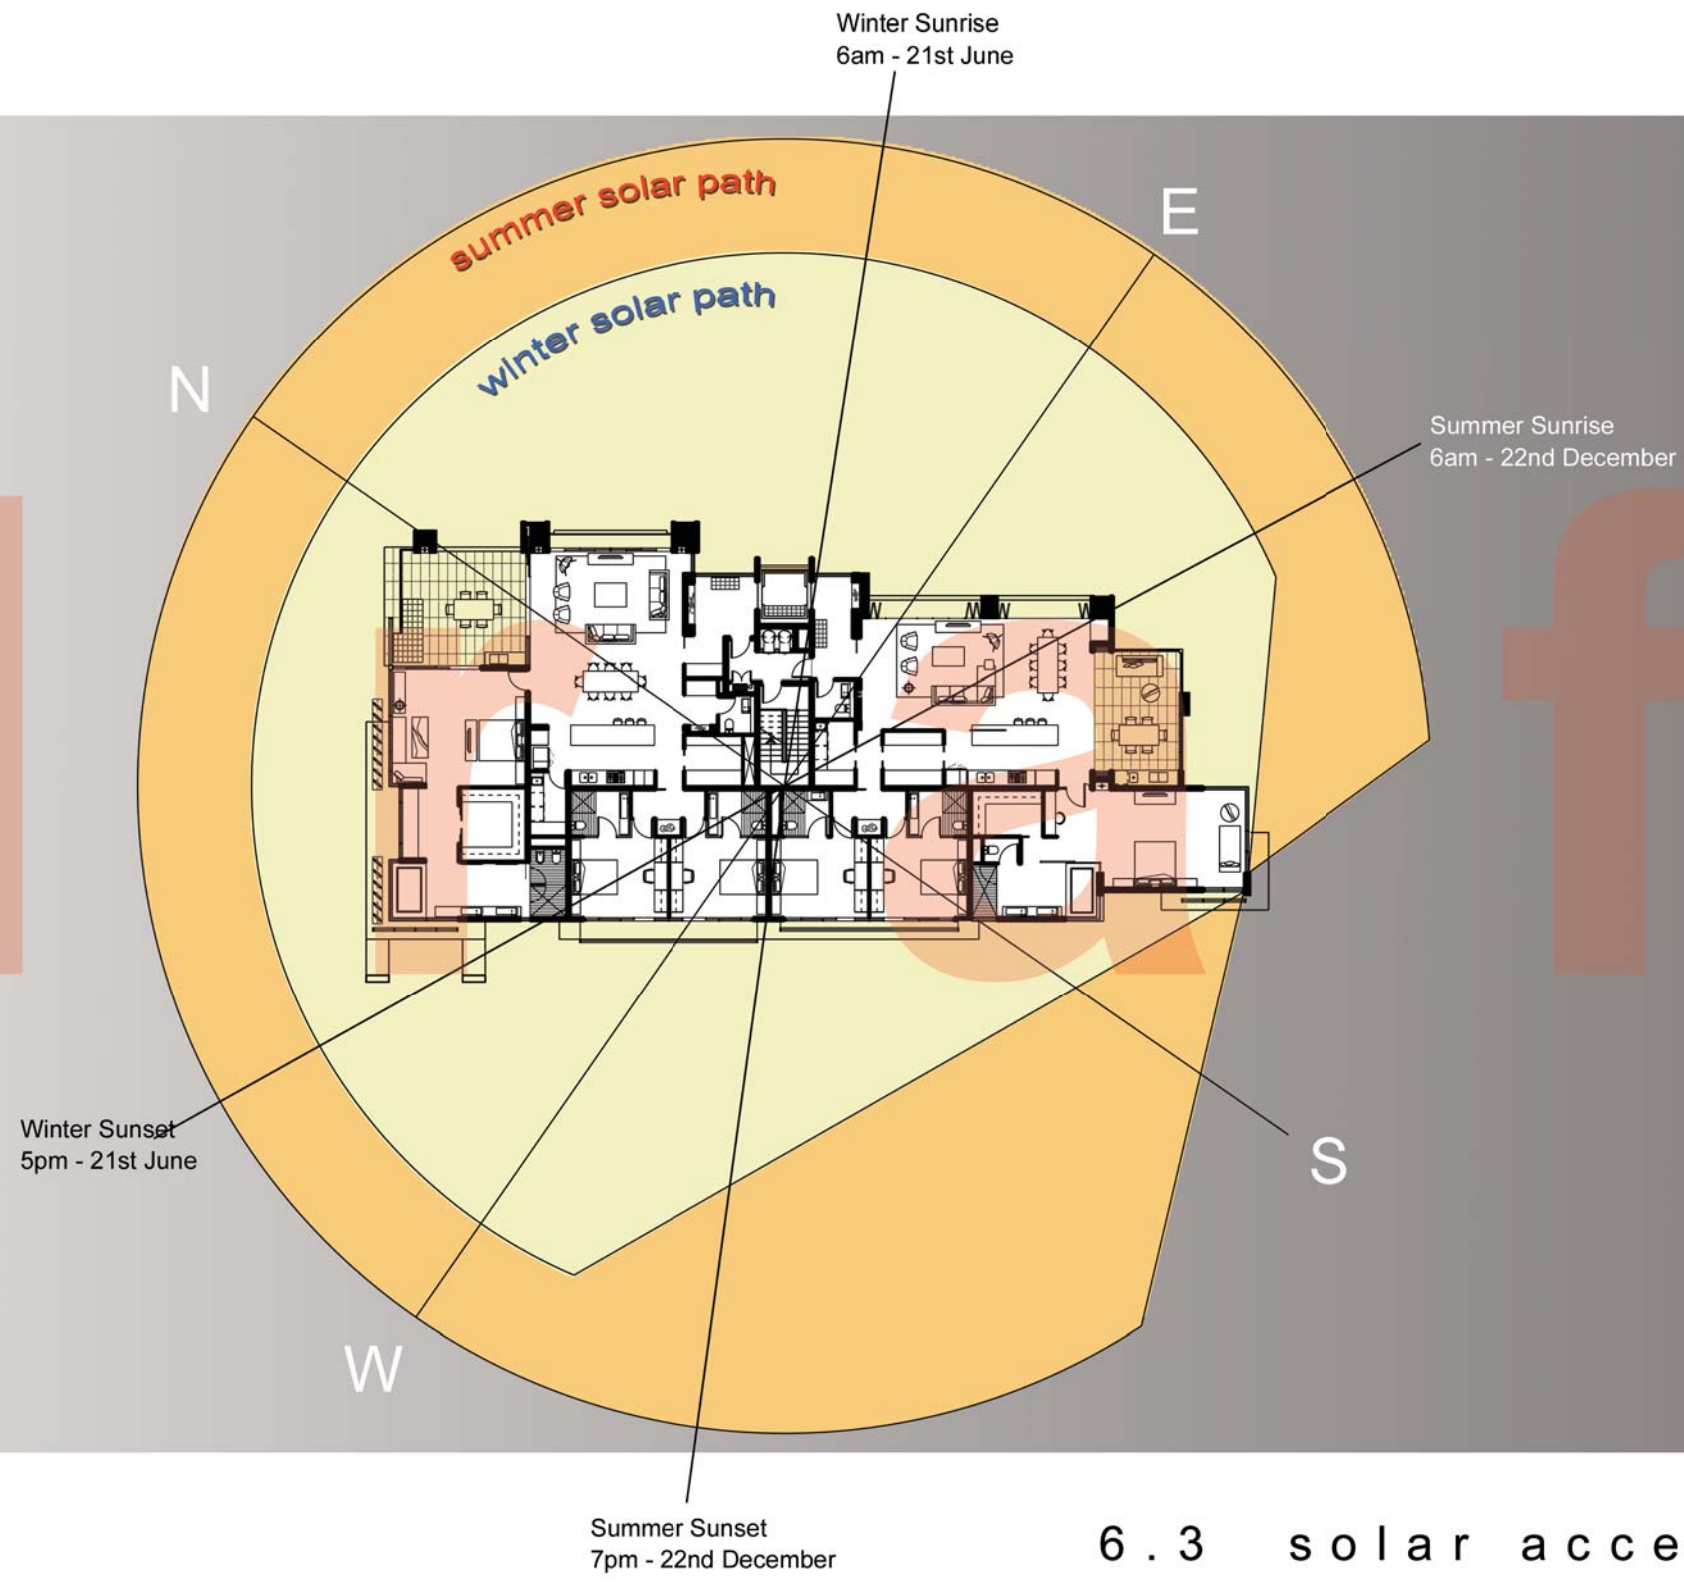 Winter Sunrise
6am - 21st June
E
summer solar path
winter solar path
N
Summer Sunrise
6am - 22nd December
Winter Sunset
5pm - 21st June
S
W
Summer Sunset
7pm - 22nd December
6.3 solar acce
raf